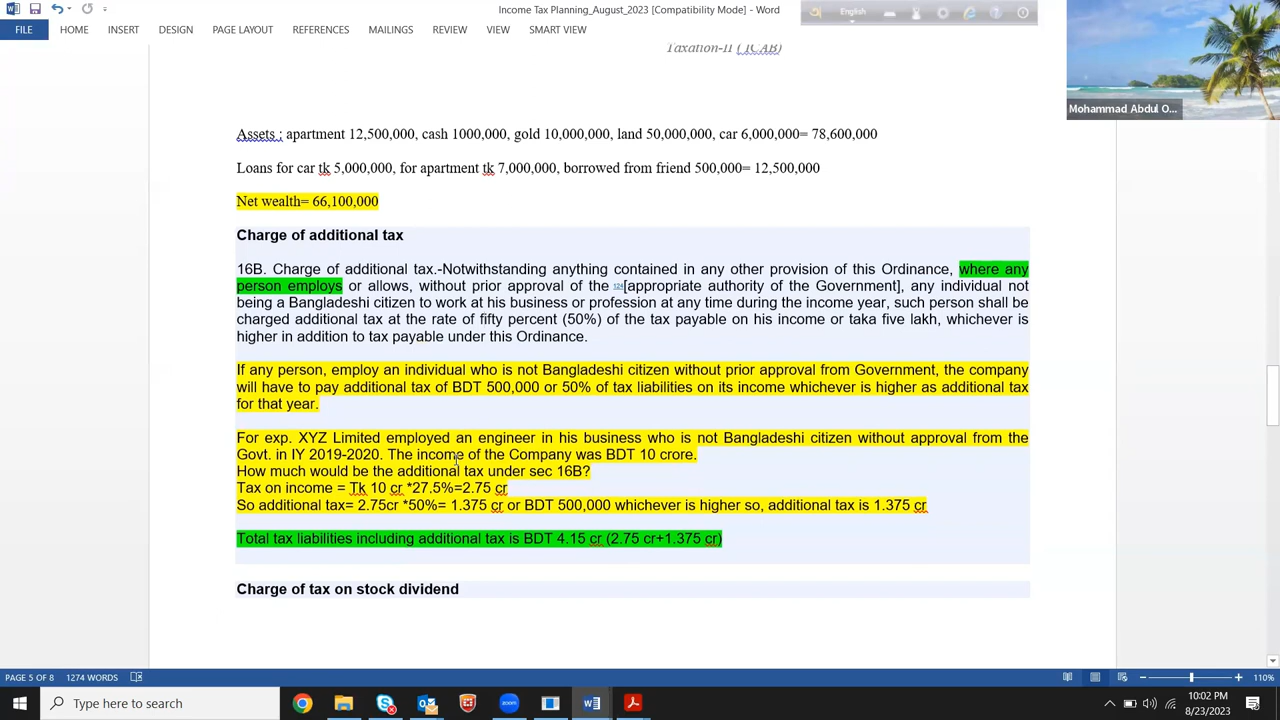 Income Tax Planning_August_2023 [Compatibility Mode] - Word
English
FILE HOME INSERT DESIGN PAGE LAYOUT REFERENCES MAILINGS REVIEW VIEW SMART VIEW
Taxation-II ( ICAB)
Mohammad Abdul O...
Assets : apartment 12,500,000, cash 1000,000, gold 10,000,000, land 50,000,000, car 6,000,000= 78,600,000
Loans for car tk 5,000,000, for apartment tk 7,000,000, borrowed from friend 500,000= 12,500,000
Net wealth= 66,100,000
Charge of additional tax
16B. Charge of additional tax.-Notwithstanding anything contained in any other provision of this Ordinance, where any
person employs or allows, without prior approval of the 124[appropriate authority of the Government], any individual not
being a Bangladeshi citizen to work at his business or profession at any time during the income year, such person shall be
charged additional tax at the rate of fifty percent (50%) of the tax payable on his income or taka five lakh, whichever is
higher in addition to tax payable under this Ordinance.
If any person, employ an individual who is not Bangladeshi citizen without prior approval from Government, the company
will have to pay additional tax of BDT 500,000 or 50% of tax liabilities on its income whichever is higher as additional tax
for that year.
For exp. XYZ Limited employed an engineer in his business who is not Bangladeshi citizen without approval from the
Govt. in IY 2019-2020. The income of the Company was BDT 10 crore.
How much would be the additional tax under sec 16B?
Tax on income = Tk 10 cr *27.5%=2.75 cr
So additional tax= 2.75cr *50%= 1.375 cr or BDT 500,000 whichever is higher so, additional tax is 1.375 cr
Total tax liabilities including additional tax is BDT 4.15 cr (2.75 cr+1.375 cr)
Charge of tax on stock dividend
PAGE 5 OF 8 1274 WORDS 110%
Type here to search
10:02 PM
8/23/2023